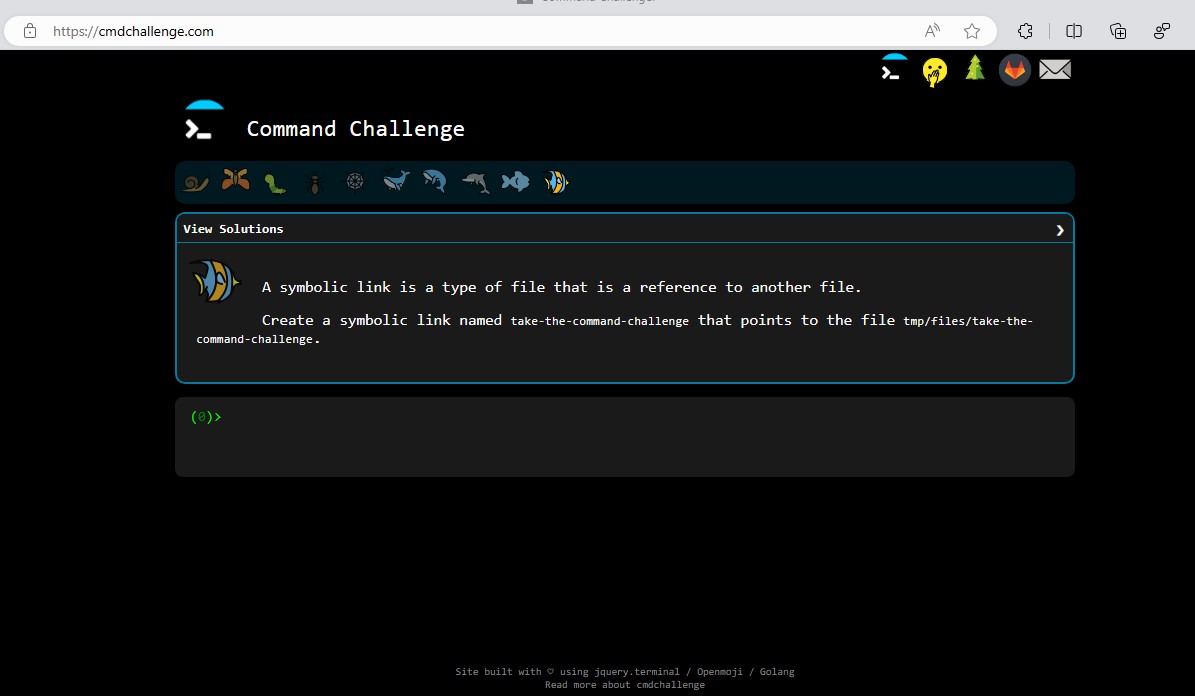 https://cmdchallenge.com
Command Challenge
View Solutions
A symbolic link is a type of file that is a reference to another file.
Create a symbolic link named take-the-command-challenge that points to the file tmp/files/take-the-
command-challenge.
(0)>
Site built with ♡ using jquery.terminal / Openmoji / Golang
Read more about cmdchallenge